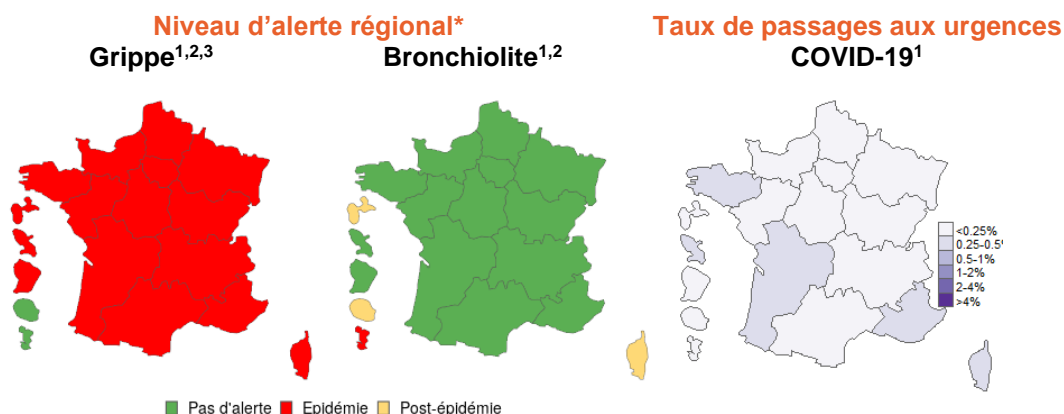 Niveau d'alerte régional*
Grippe1,2,3
Bronchiolite1,2
Taux de passages aux urgences
COVID-191
<0.25%
0.25-0.5
0.5-1%
1-2%
2-4%
>4%
Pas d'alerte
Epidémie
Post-épidémie